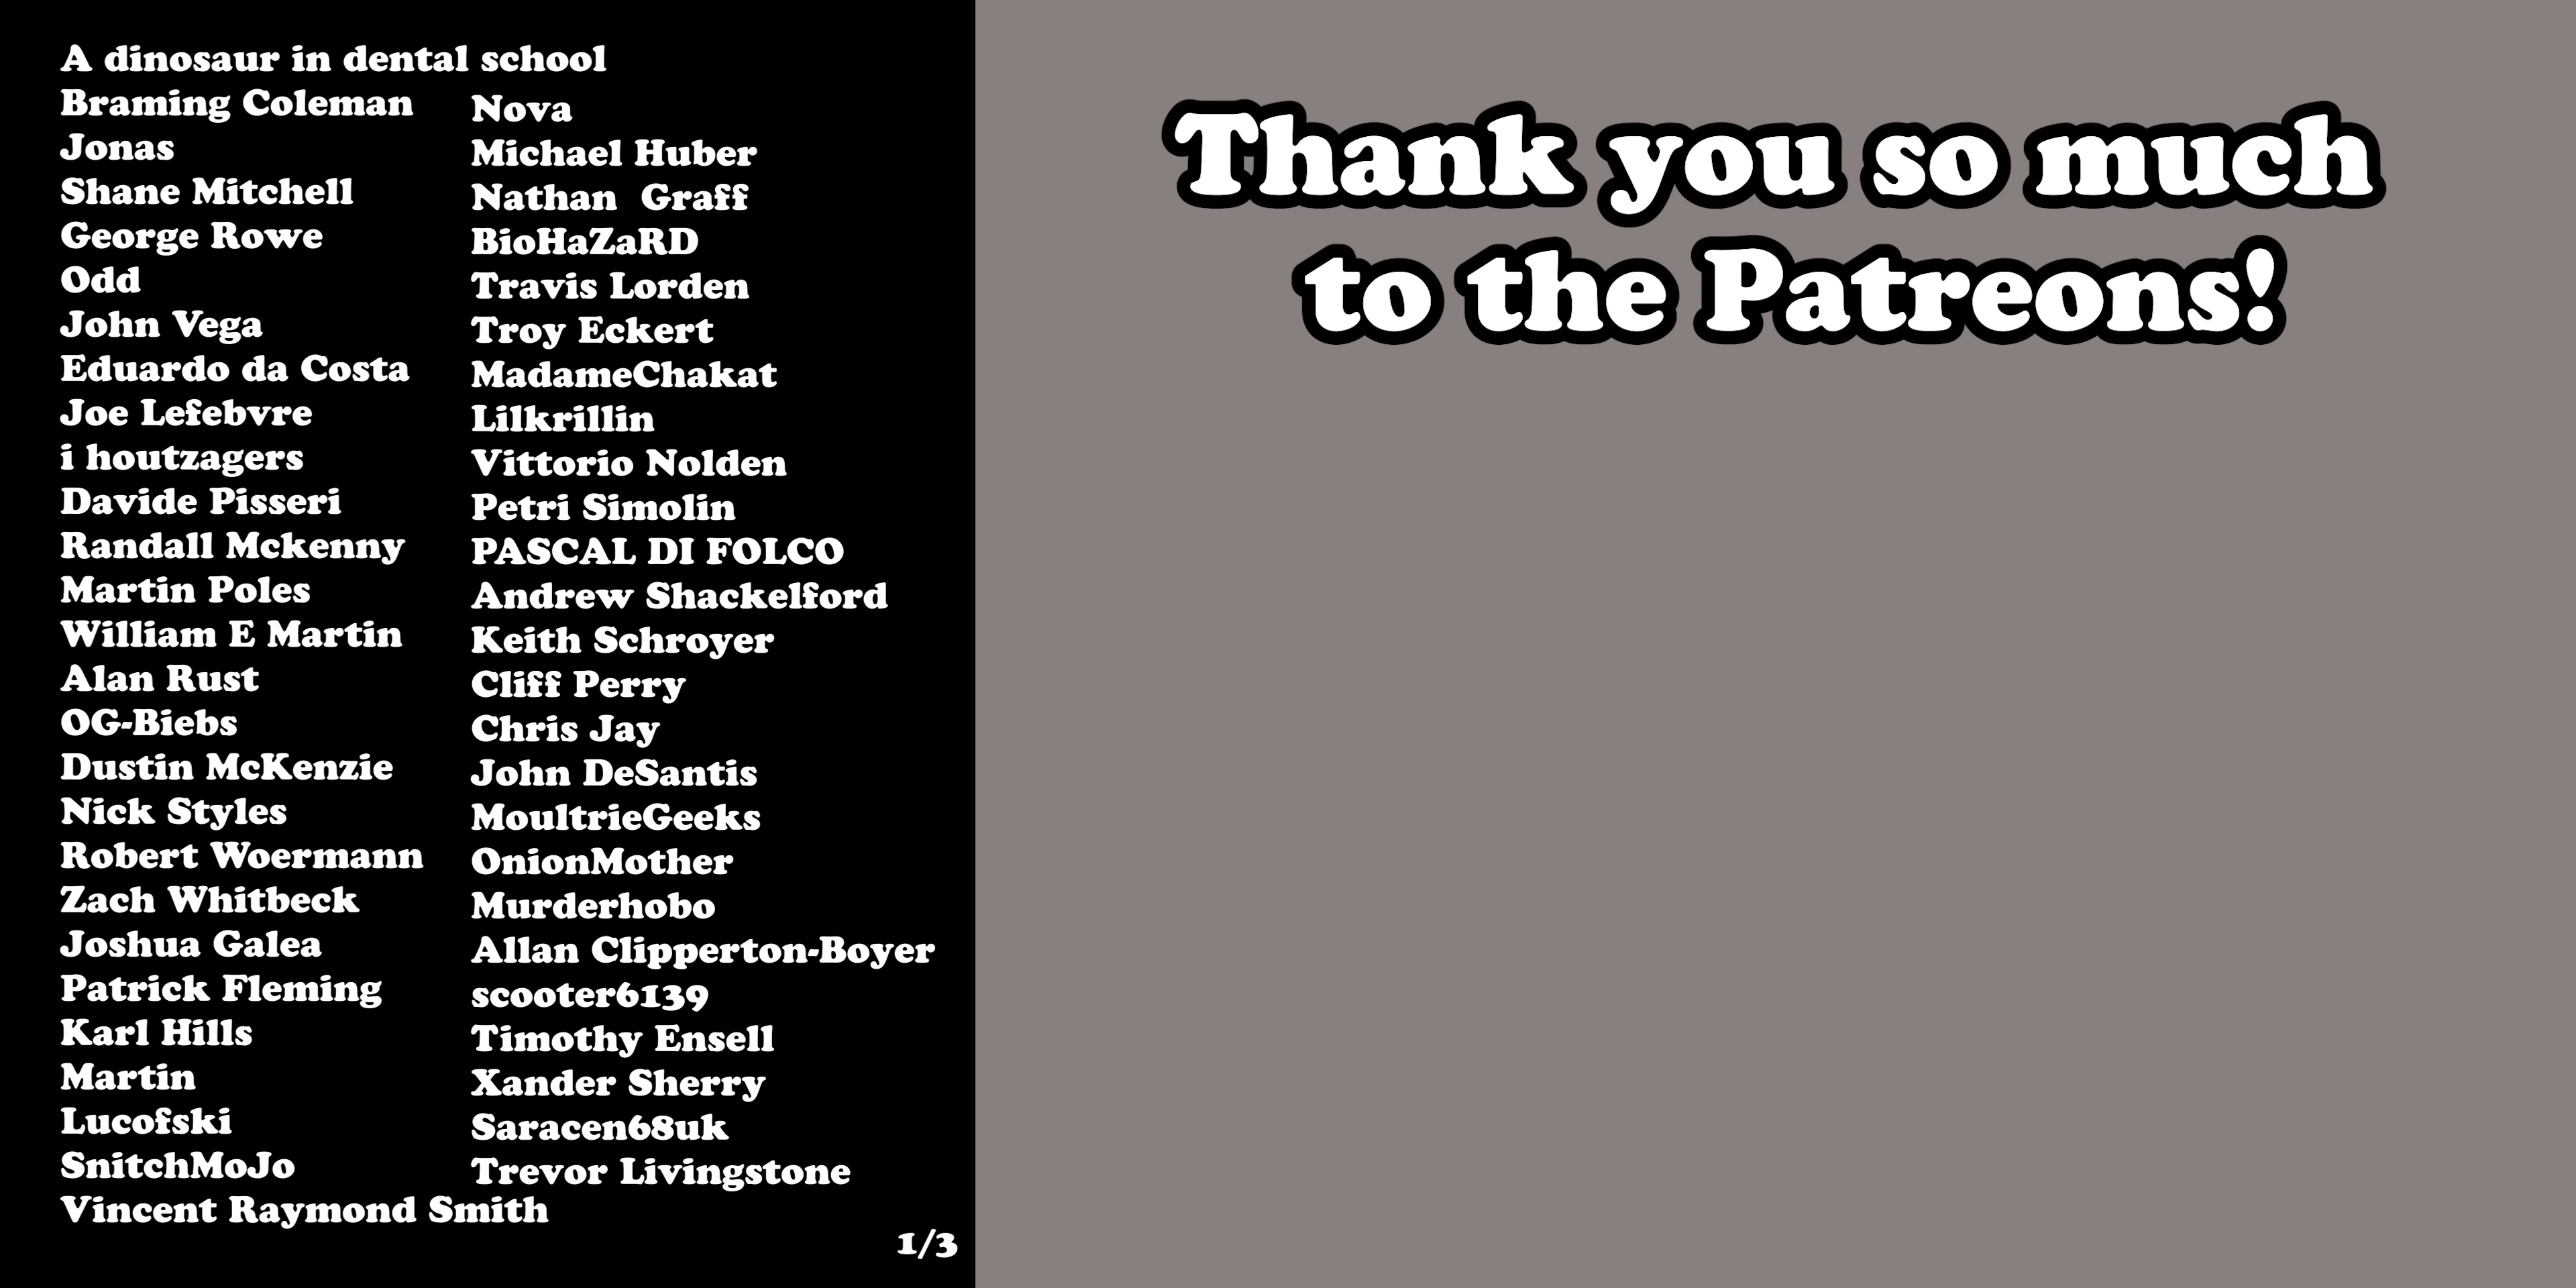 A dinosaur in dental school
Braming Coleman
Jonas
Shane Mitchell
George Rowe
Odd
John Vega
Eduardo da Costa
Joe Lefebvre
i houtzagers
Davide Pisseri
Randall Mckenny
Martin Poles
William E Martin
Alan Rust
OG-Biebs
Dustin McKenzie
Nick Styles
Robert Woermann
Zach Whitbeck
Joshua Galea
Patrick Fleming
Karl Hills
Martin
Lucofski
SnitchMoJo
Vincent Raymond Smith
Nova
Michael Huber
Nathan  Graff
BioHaZaRD
Travis Lorden
Troy Eckert
MadameChakat
Lilkrillin
Vittorio Nolden
Petri Simolin
PASCAL DI FOLCO
Andrew Shackelford
Keith Schroyer
Cliff Perry
Chris Jay
John DeSantis
MoultrieGeeks
OnionMother
Murderhobo
Allan Clipperton-Boyer
scooter6139
Timothy Ensell
Xander Sherry
Saracen68uk
Trevor Livingstone
1/3
Thank you so much
to the Patreons!